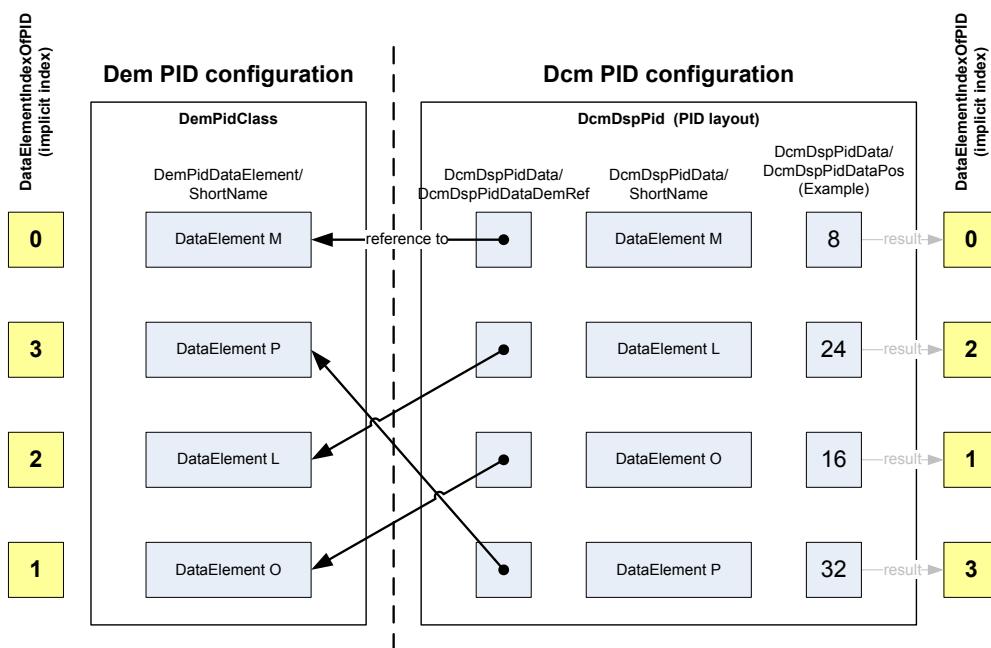 DataElementIndexOfPID
(implicit index)
Dem PID configuration
Dcm PID configuration
DataElementIndexOfPID
(implicit index)
DemPidClass
DcmDspPid (PID layout)
DemPidDataElement/
ShortName
DcmDspPidData/
DcmDspPidDataDemRef
DcmDspPidData/
ShortName
DcmDspPidData/
DcmDspPidDataPos
(Example)
0
DataElement M
reference to
DataElement M
8
result
0
3
DataElement P
DataElement L
24
result
2
2
DataElement L
DataElement O
16
result
1
1
DataElement O
DataElement P
32
result
3